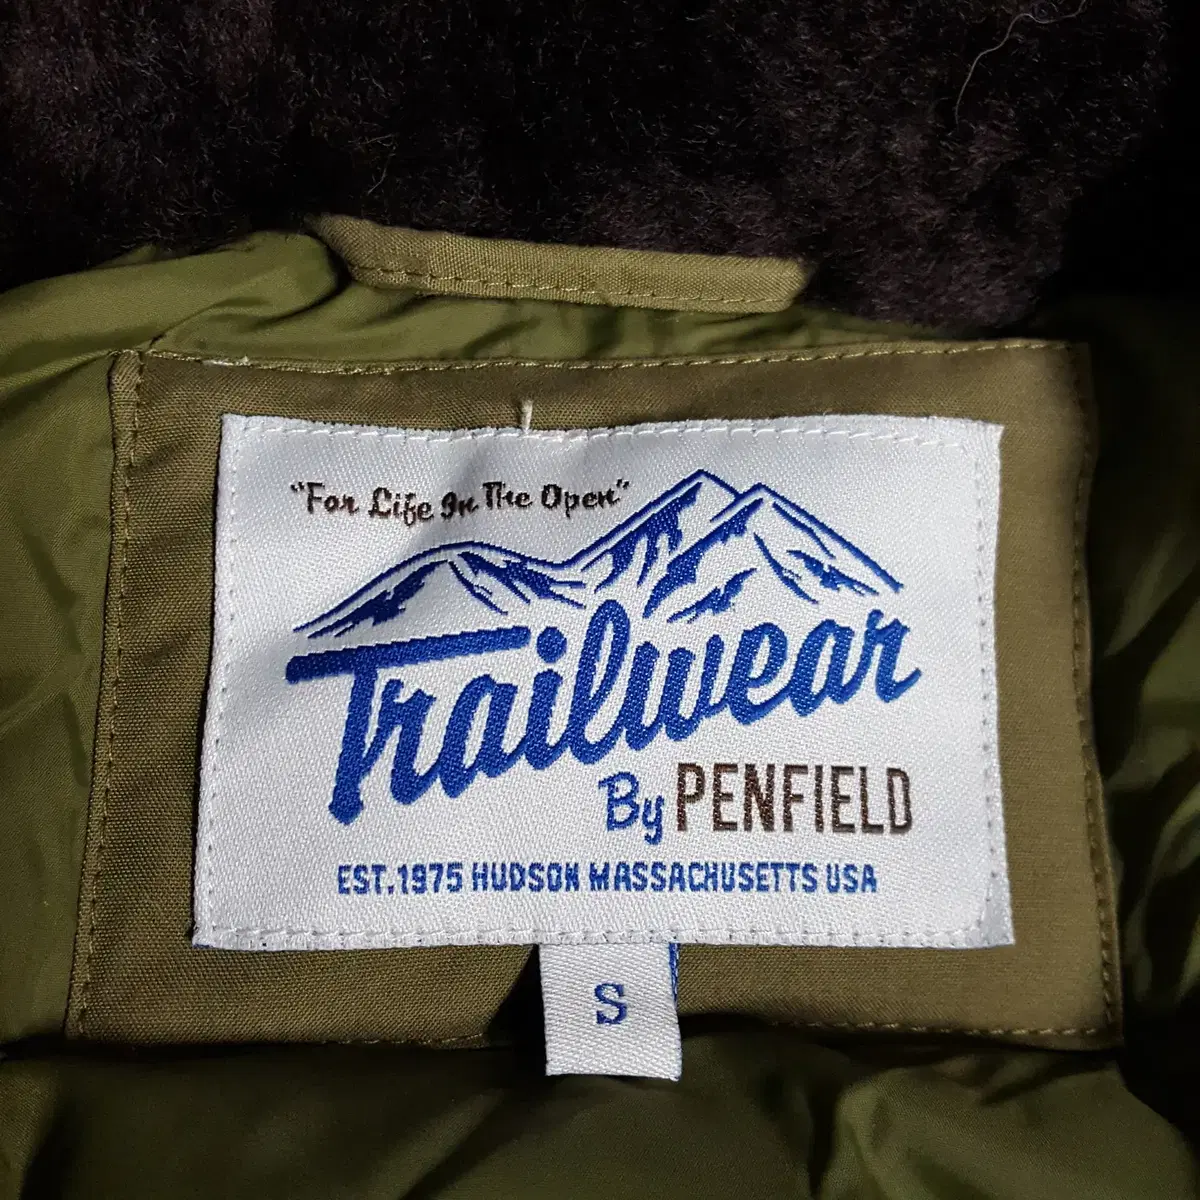 "For Life In The Open"
Trailwear
By PENFIELD
EST.1975 HUDSON MASSACHUSETTS USA
S